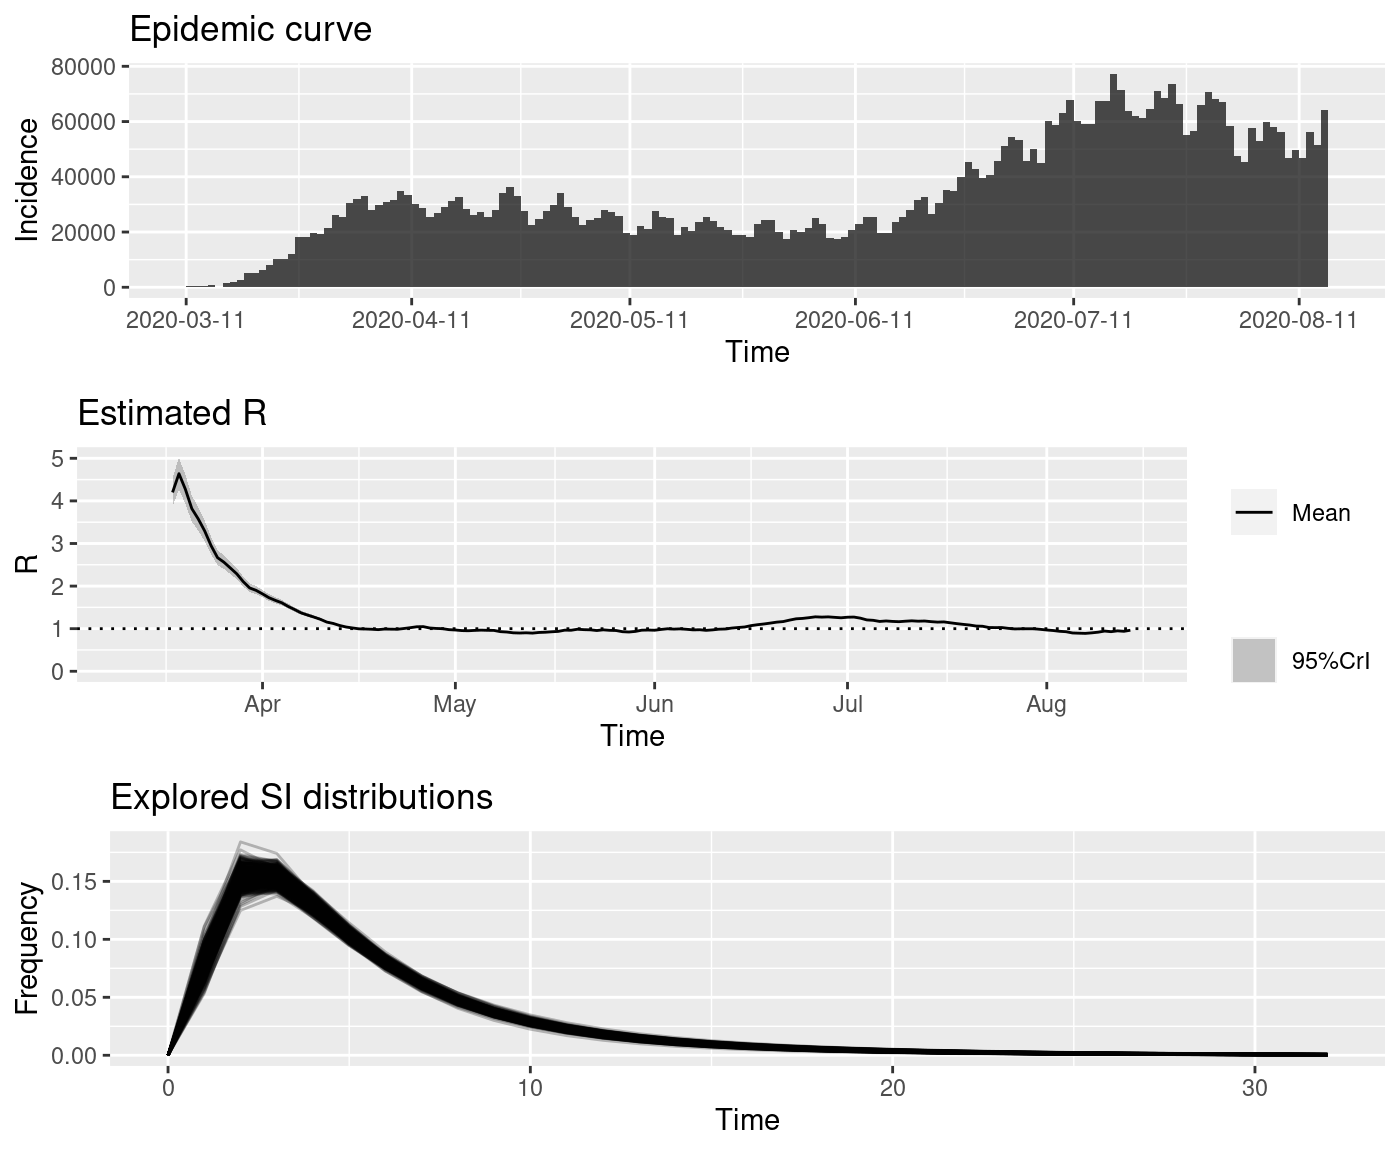 Epidemic curve
80000
60000
40000
20000
0
Incidence
2020-03-11 2020-04-11 2020-05-11 2020-06-11 2020-07-11 2020-08-11
Time
Estimated R
5
4
3
2
1
0
R
Apr May Jun Jul Aug
Time
Mean
95%CrI
Explored SI distributions
0.15
0.10
0.05
0.00
Frequency
0 10 20 30
Time